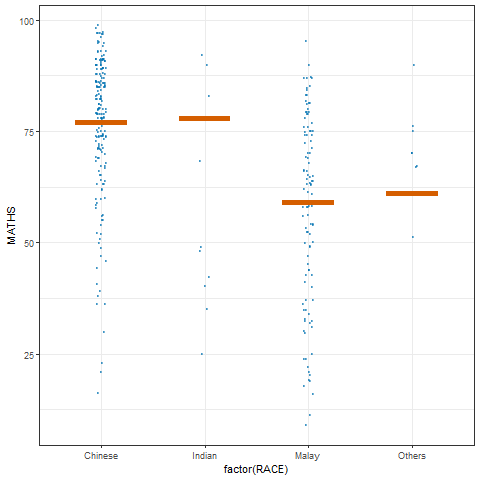 100
75
50
25
MATHS
Chinese
Indian
Malay
Others
factor(RACE)